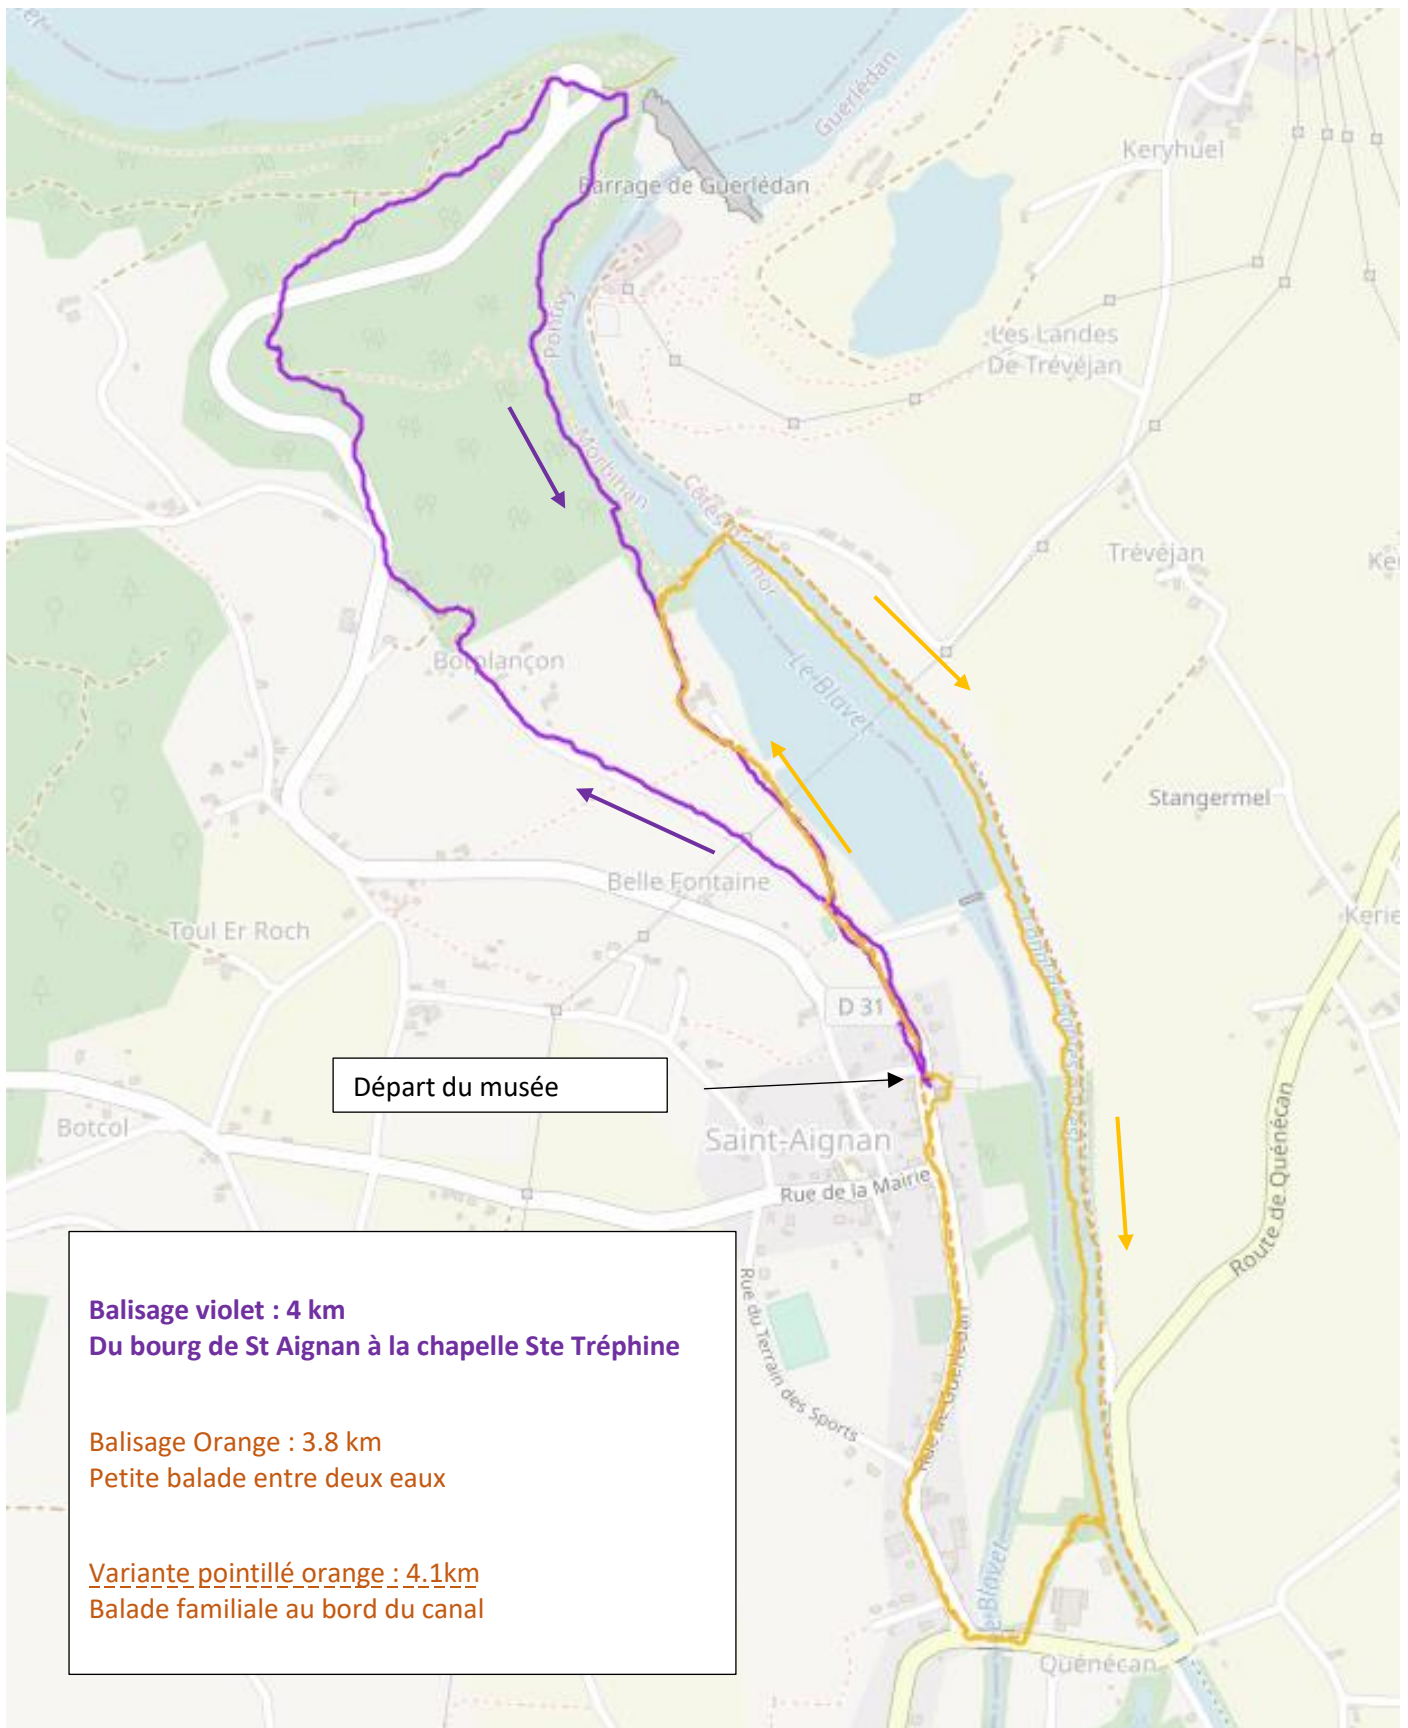 Guerlédan
Keryhuel
Barrage de Guerlédan
Pontivy
Les Landes
De Trévéjan
Morbihan
Trévéjan
Botplançon
Le Blavet
Stangermel
Belle Fontaine
Toul Er Roch
D 31
Départ du musée
Botcol
Saint-Aignan
Rue de la Mairie
Route de Quénécan
Rue du Terrain des Sports
Rue de Guerlédan
Balisage violet : 4 km
Du bourg de St Aignan à la chapelle Ste Tréphine
Balisage Orange : 3.8 km
Petite balade entre deux eaux
Variante pointillé orange : 4.1km
Balade familiale au bord du canal
Le Blavet
Quénécan